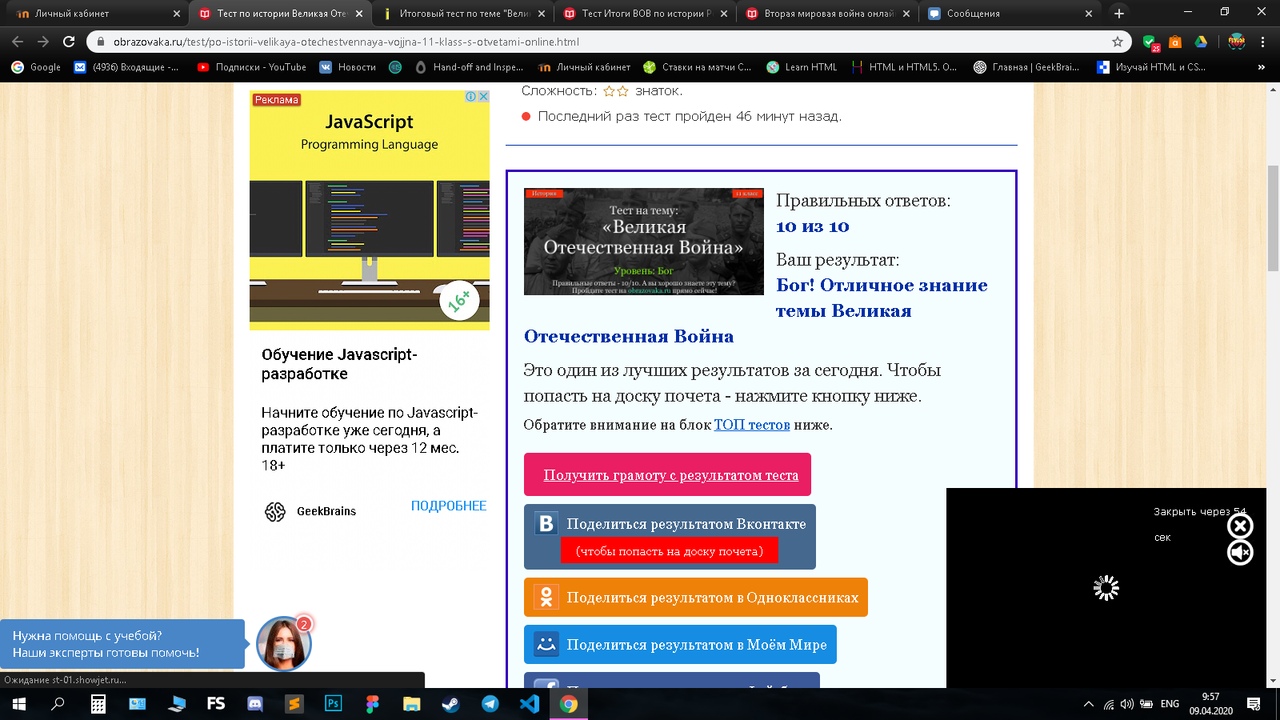 Личный кабинет
Тест по истории «Велик
Итоговый тест по теме "Вели
Тест Итоги ВОВ по истории Р
Вторая мировая война онлай
Сообщения
obrazovaka.ru/test/po-istorii-velikaya-otechestvennaya-vojjna-11-klass-s-otvetami-online.html
25
Google
(4936) Входящие -...
Подписки - YouTube
Новости
Hand-off and Inspe...
Личный кабинет
Ставки на матчи С...
Learn HTML
HTML и HTML5. О...
Главная | GeekBrai...
Изучай HTML и CS...
»
Сложность: знаток.
Последний раз тест пройден 46 минут назад.
Реклама
JavaScript
Programming Language
16+
Обучение Javascript-
разработке
Начните обучение по Javascript-
разработке уже сегодня, а
платите только через 12 мес.
18+
GeekBrains
ПОДРОБНЕЕ
История
11 класс
Тест на тему:
«Великая
Отечественная Война»
Уровень: Бог
Правильные ответы - 10/10. А вы хорошо знаете эту тему?
Пройдите тест на obrazovaka.ru прямо сейчас!
Правильных ответов:
10 из 10
Ваш результат:
Бог! Отличное знание
темы Великая
Отечественная Война
Это один из лучших результатов за сегодня. Чтобы
попасть на доску почета - нажмите кнопку ниже.
Обратите внимание на блок ТОП тестов ниже.
Получить грамоту с результатом теста
Поделиться результатом Вконтакте
(чтобы попасть на доску почета)
Поделиться результатом в Одноклассниках
Поделиться результатом в Моём Мире
Закрыть через 54
сек
Нужна помощь с учебой?
Наши эксперты готовы помочь!
2
Ожидание st-01.showjet.ru...
FS
Ps
ENG
9:57
09.04.2020